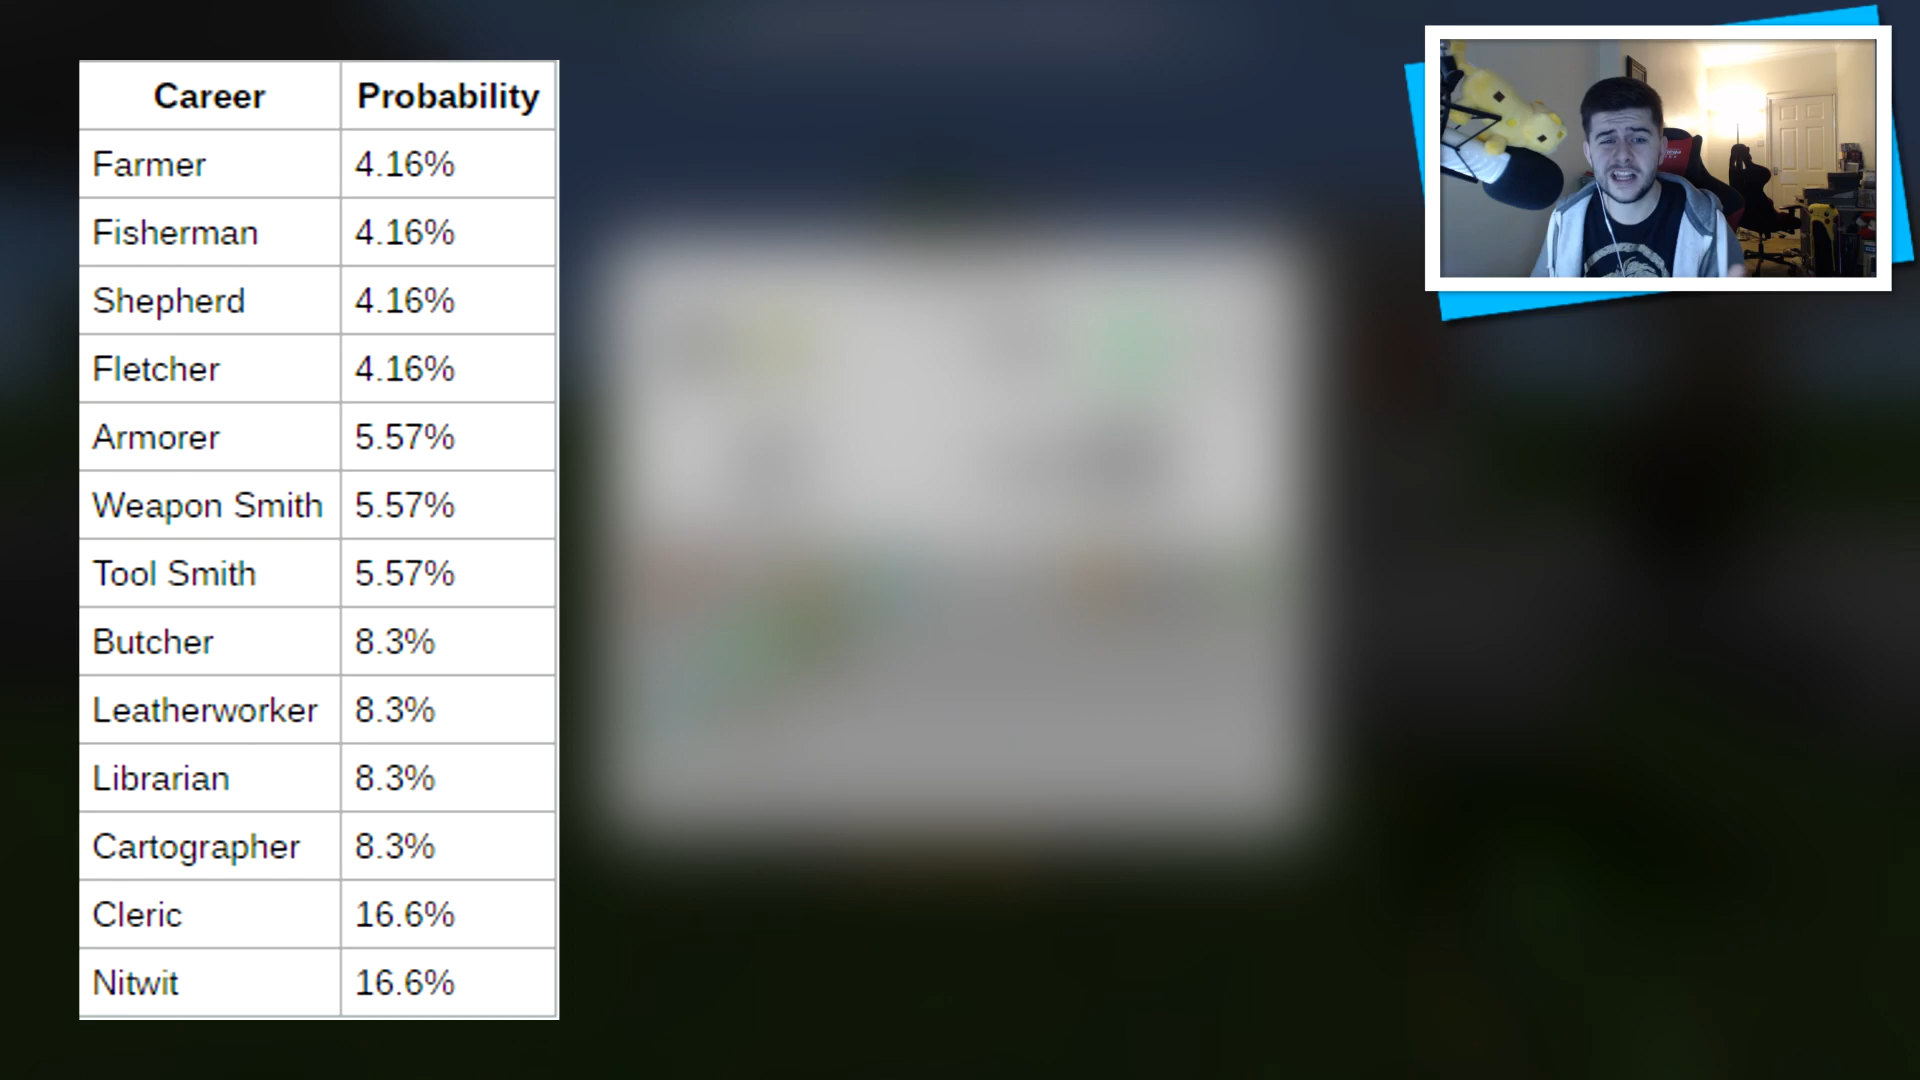 Career Probability
Farmer 4.16%
Fisherman 4.16%
Shepherd 4.16%
Fletcher 4.16%
Armorer 5.57%
Weapon Smith 5.57%
Tool Smith 5.57%
Butcher 8.3%
Leatherworker 8.3%
Librarian 8.3%
Cartographer 8.3%
Cleric 16.6%
Nitwit 16.6%